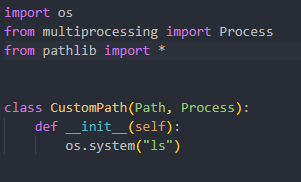 import os
from multiprocessing import Process
from pathlib import *
class CustomPath(Path, Process):
    def __init__(self):
        os.system("ls")